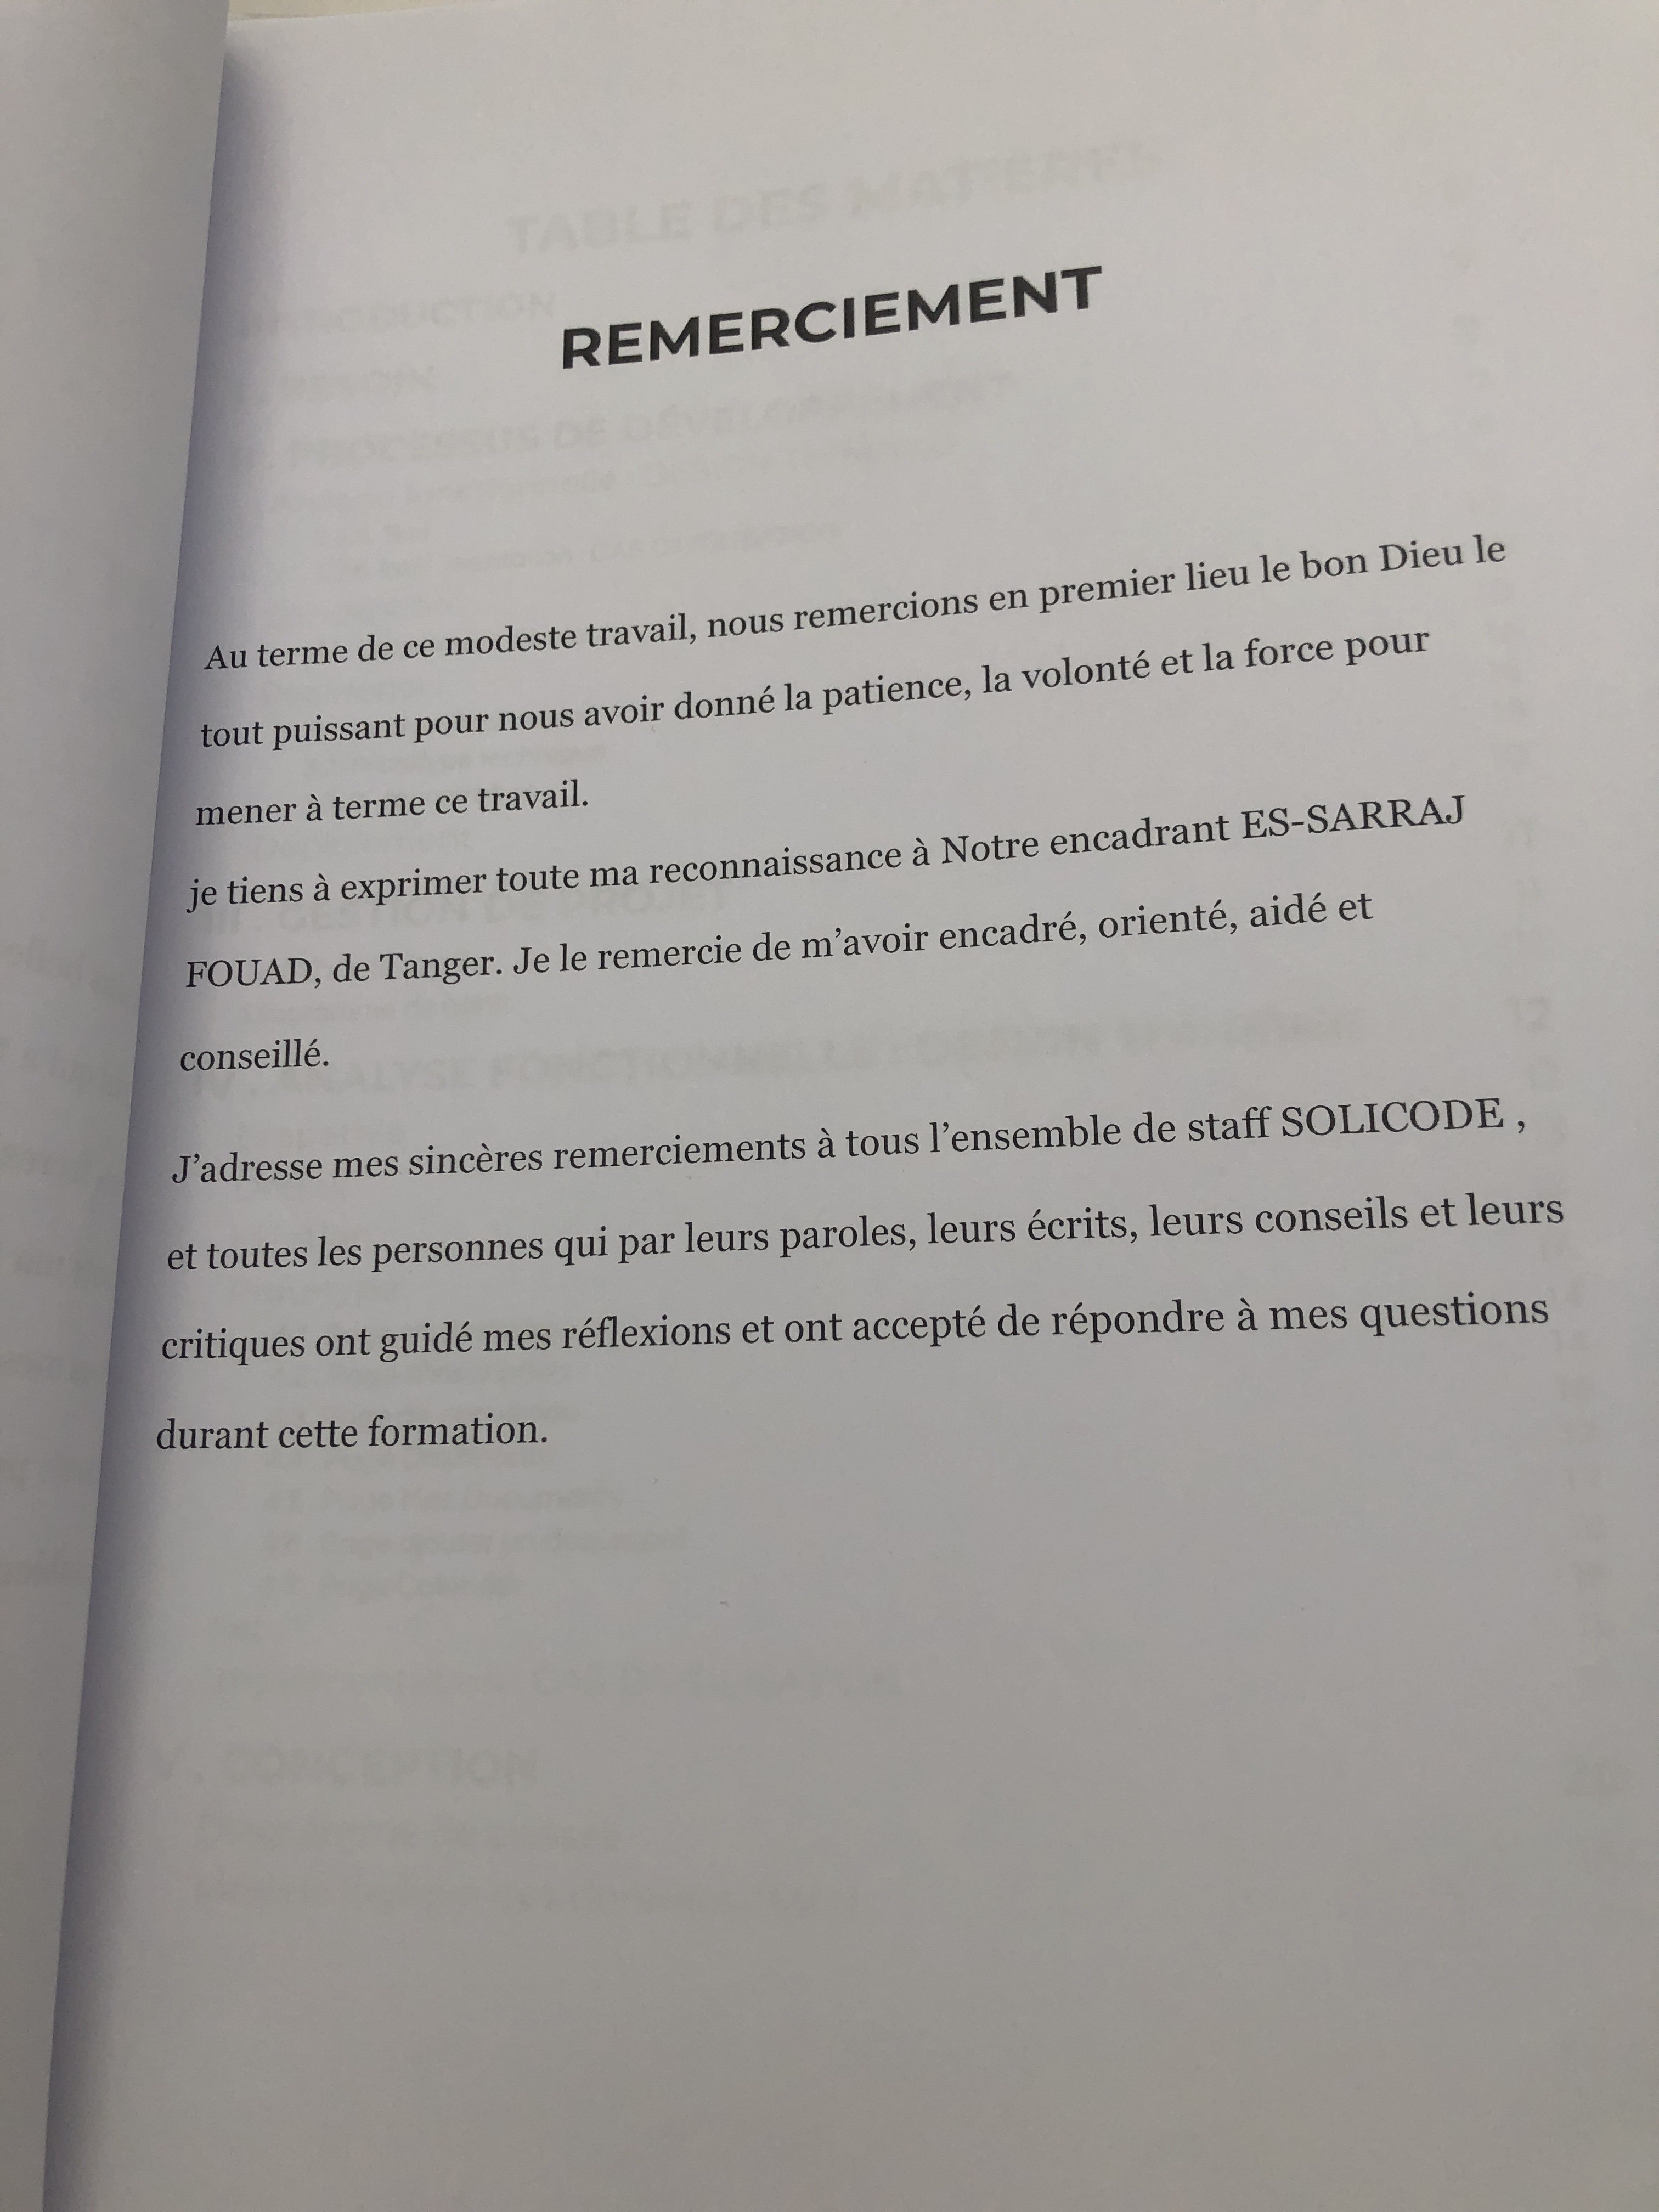 REMERCIEMENT
Au terme de ce modeste travail, nous remercions en premier lieu le bon Dieu le
tout puissant pour nous avoir donné la patience, la volonté et la force pour
mener à terme ce travail.
je tiens à exprimer toute ma reconnaissance à Notre encadrant ES-SARRAJ
FOUAD, de Tanger. Je le remercie de m’avoir encadré, orienté, aidé et
conseillé.
J’adresse mes sincères remerciements à tous l’ensemble de staff SOLICODE ,
et toutes les personnes qui par leurs paroles, leurs écrits, leurs conseils et leurs
critiques ont guidé mes réflexions et ont accepté de répondre à mes questions
durant cette formation.